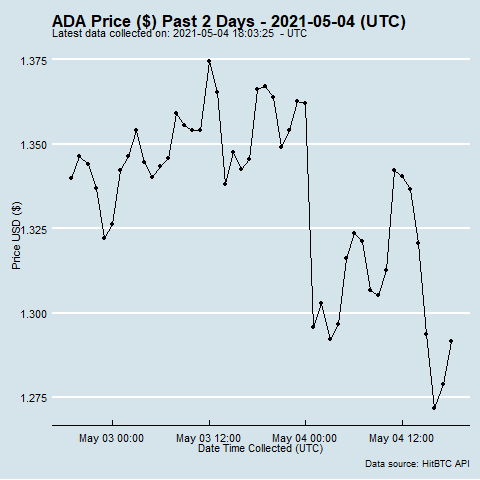 ADA Price ($) Past 2 Days - 2021-05-04 (UTC)
Latest data collected on: 2021-05-04 18:03:25  - UTC
1.375
1.350
1.325
1.300
1.275
Price USD ($)
May 03 00:00 May 03 12:00 May 04 00:00 May 04 12:00
Date Time Collected (UTC)
Data source: HitBTC API